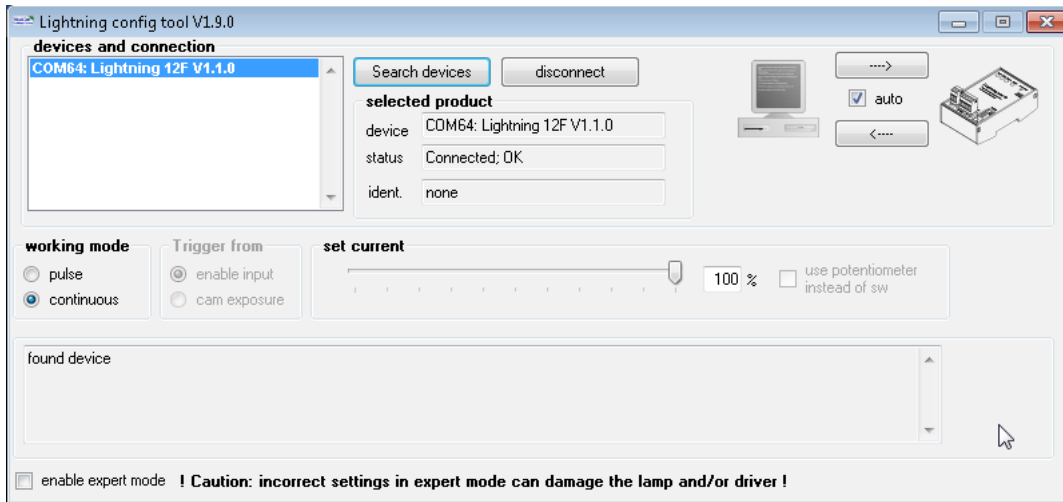 Lightning config tool V1.9.0
devices and connection
COM64: Lightning 12F V1.1.0
Search devices
disconnect
---->
auto
<----
selected product
device COM64: Lightning 12F V1.1.0
status Connected; OK
ident. none
working mode
pulse
continuous
Trigger from
enable input
cam exposure
set current
100 %
use potentiometer
instead of sw
found device
enable expert mode ! Caution: incorrect settings in expert mode can damage the lamp and/or driver !